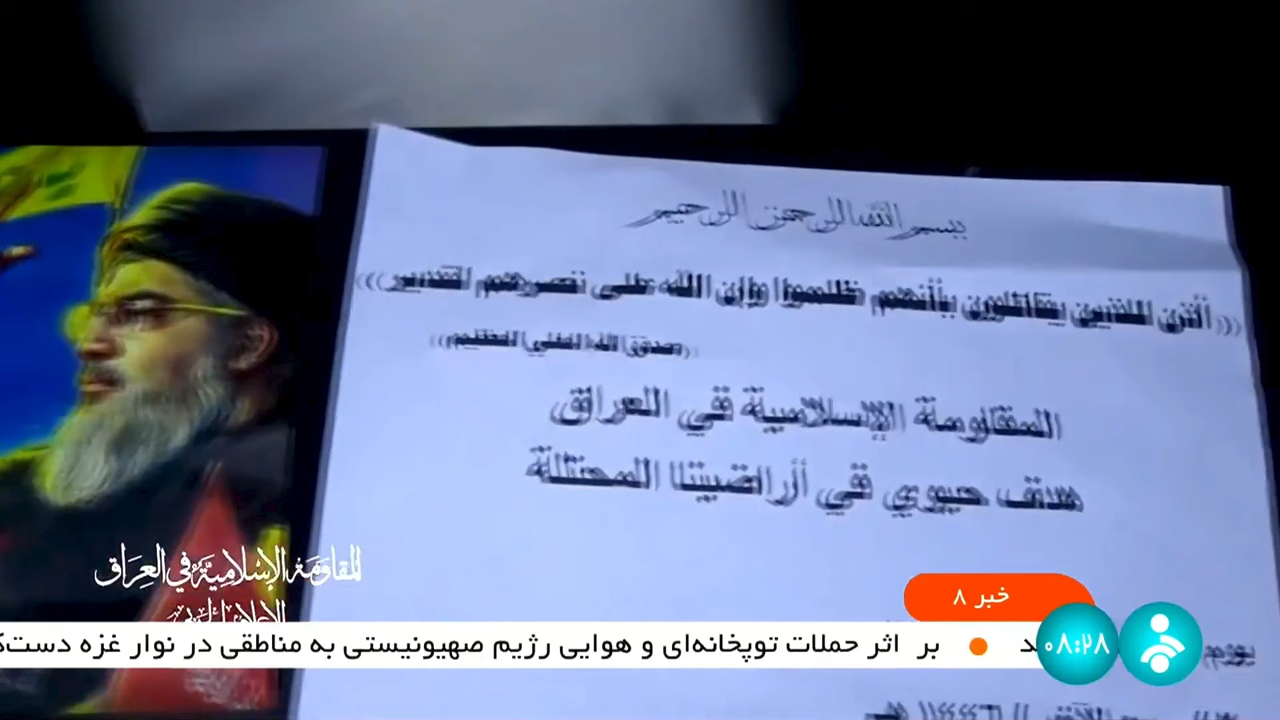 بسم الله الرحمن الرحيم
(((أذن للذين يقاتلون بأنهم ظلموا وإن الله على نصرهم لقدير)))
((صدق الله العلي العظيم))
المقاومة الإسلامية في العراق
هدف حيوي في أراضينا المحتلة
المقاومة الإسلامية في العراق
خبر ۸
بر اثر حملات توپخانه‌ای و هوایی رژیم صهیونیستی به مناطقی در نوار غزه
۰۸:۲۸